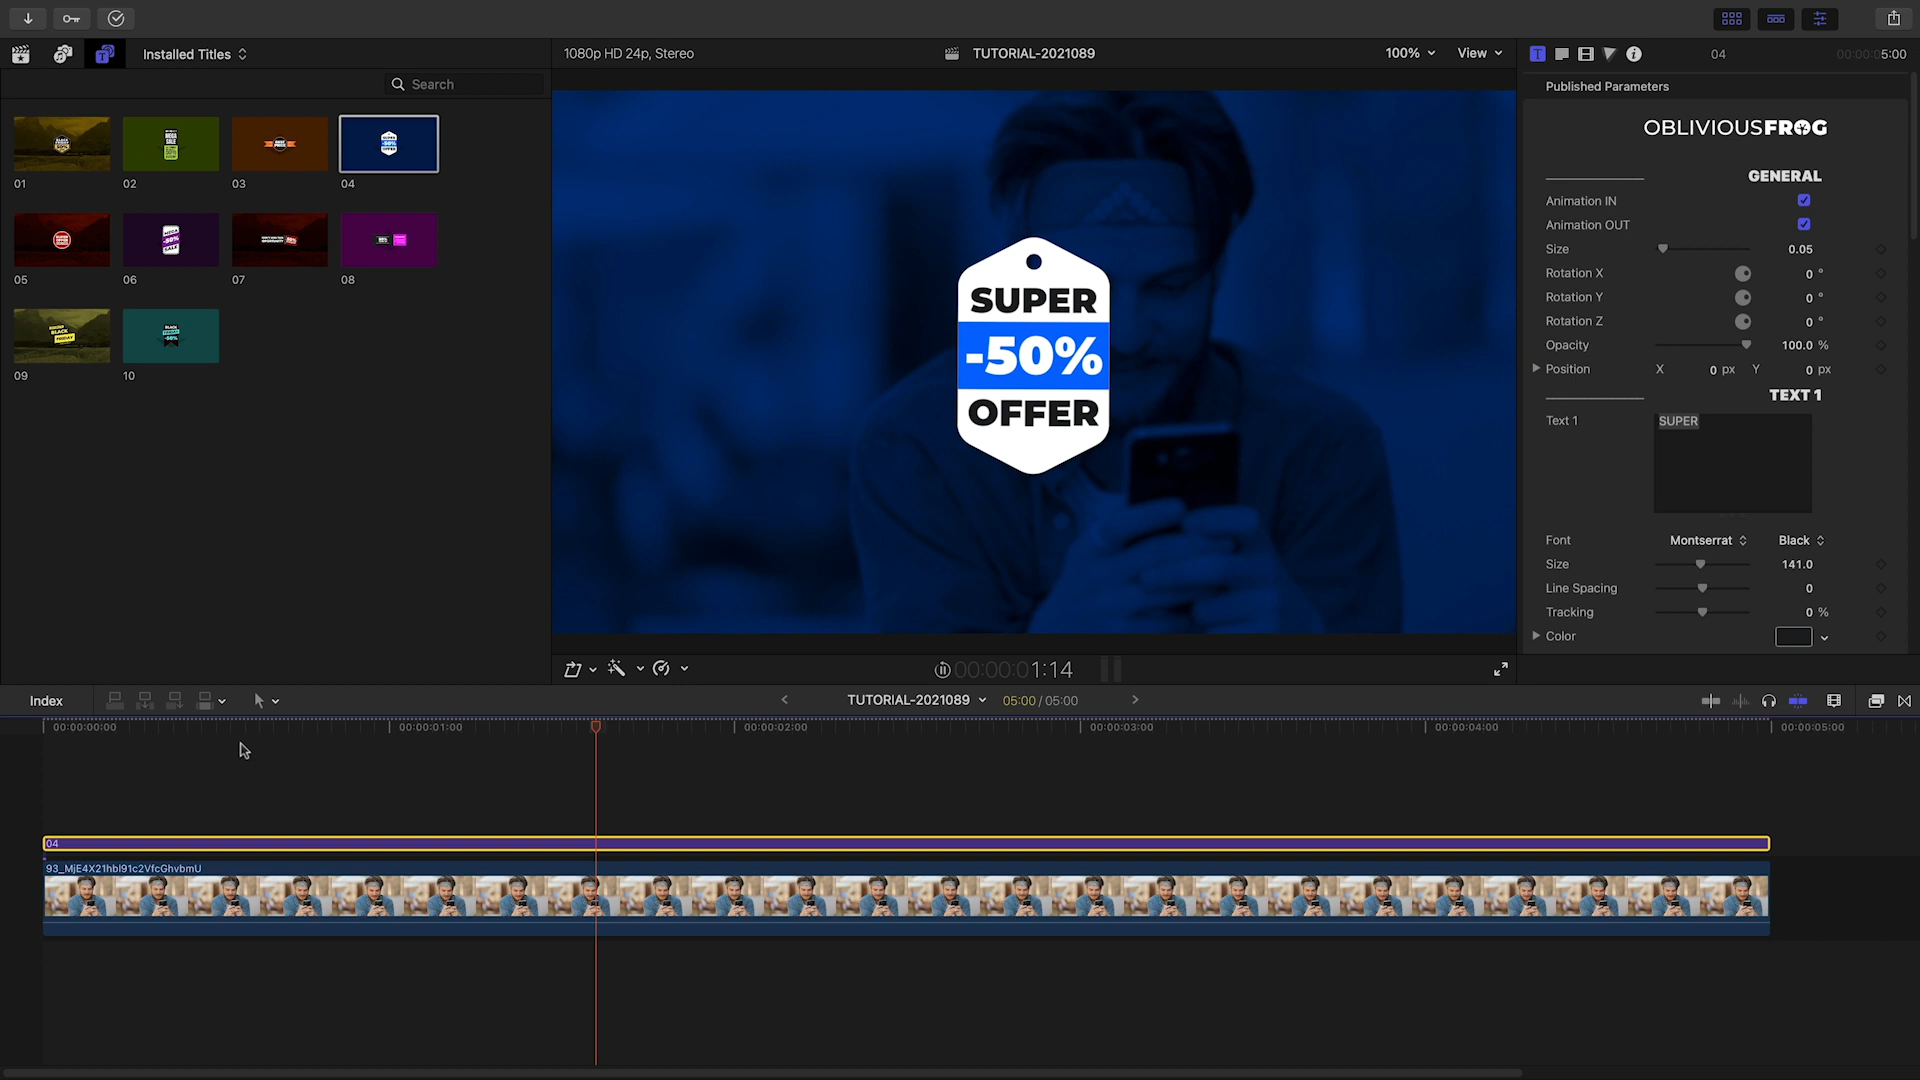 Installed Titles
1080p HD 24p, Stereo
TUTORIAL-2021089
100%
View
04
00:00:05:00
Search
Published Parameters
OBLIVIOUSFROG
GENERAL
Animation IN
Animation OUT
Size 0.05
Rotation X 0 °
Rotation Y 0 °
Rotation Z 0 °
Opacity 100.0 %
Position X 0 px Y 0 px
TEXT 1
Text 1 SUPER
Font Montserrat Black
Size 141.0
Line Spacing 0
Tracking 0 %
Color
01
02
03
04
05
06
07
08
09
10
SUPER
-50%
OFFER
00:00:01:14
Index
TUTORIAL-2021089
05:00 / 05:00
00:00:00:00
00:00:01:00
00:00:02:00
00:00:03:00
00:00:04:00
00:00:05:00
04
93_MjE4X21hbl91c2VfcGhvbmU